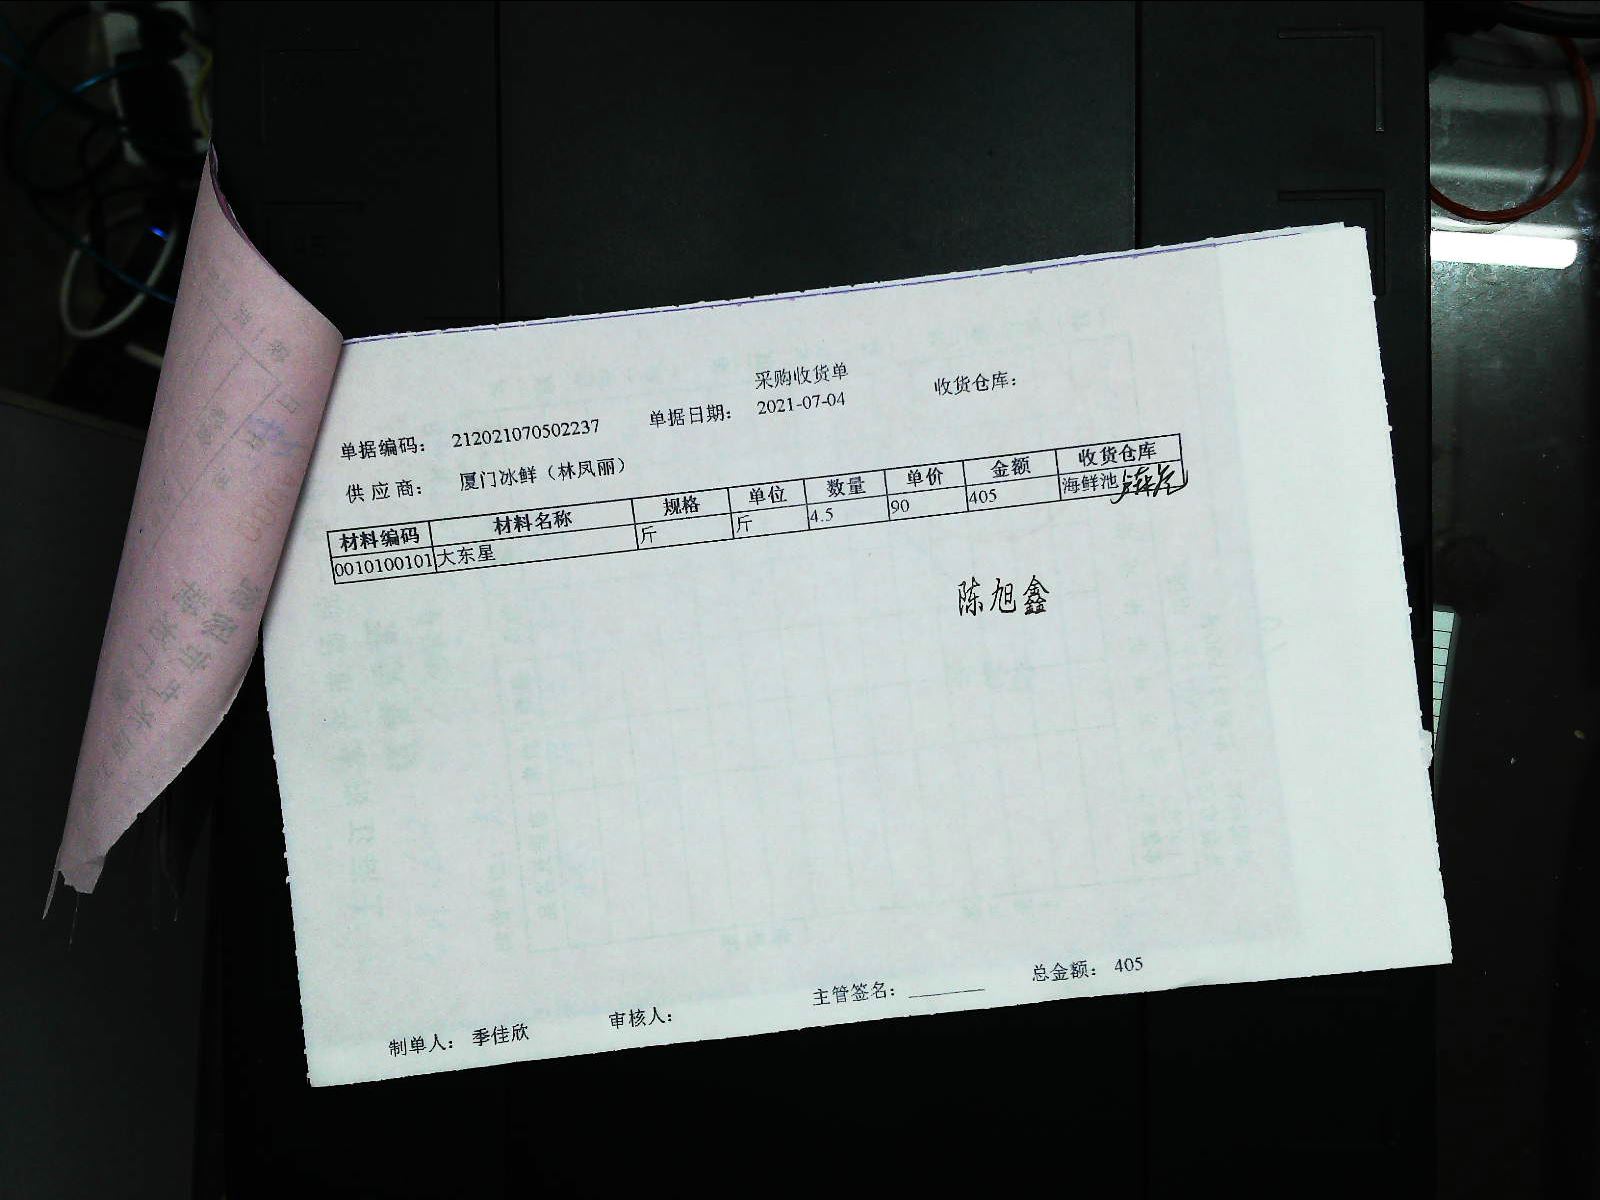 采购收货单
单据编码： 212021070502237 单据日期： 2021-07-04 收货仓库：
供 应 商： 厦门冰鲜（林凤丽）
材料编码 材料名称 规格 单位 数量 单价 金额 收货仓库
0010100101 大东星 斤 斤 4.5 90 405 海鲜池
陈旭鑫
制单人： 季佳欣 审核人： 主管签名： 总金额： 405